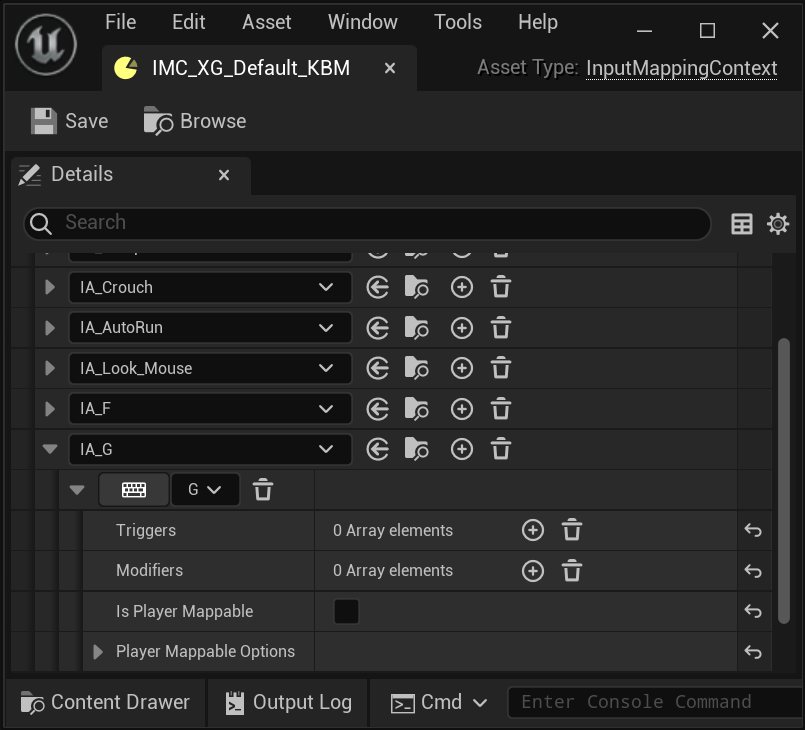 File Edit Asset Window Tools Help
IMC_XG_Default_KBM
Asset Type: InputMappingContext
Save Browse
Details
Search
IA_Crouch
IA_AutoRun
IA_Look_Mouse
IA_F
IA_G
G
Triggers 0 Array elements
Modifiers 0 Array elements
Is Player Mappable
Player Mappable Options
Content Drawer Output Log Cmd Enter Console Command